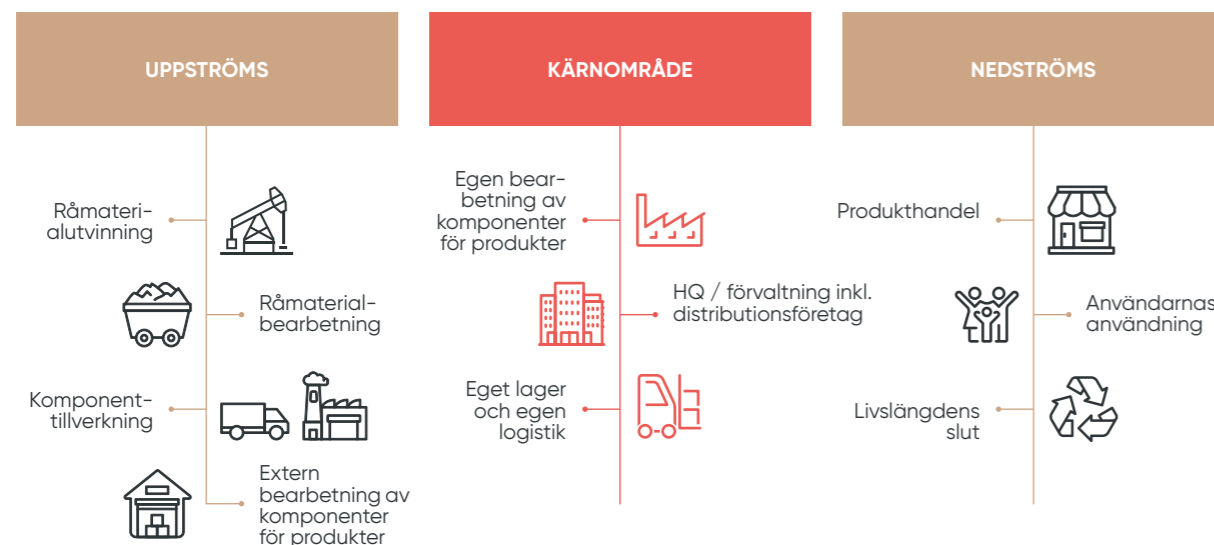 UPPSTRÖMS
Råmateri-
alutvinning
Råmaterial-
bearbetning
Komponent-
tillverkning
Extern
bearbetning av
komponenter
för produkter
KÄRNOMRÅDE
Egen bear-
betning av
komponenter
för produkter
HQ / förvaltning inkl.
distributionsföretag
Eget lager
och egen
logistik
NEDSTRÖMS
Produkthandel
Användarnas
användning
Livslängdens
slut